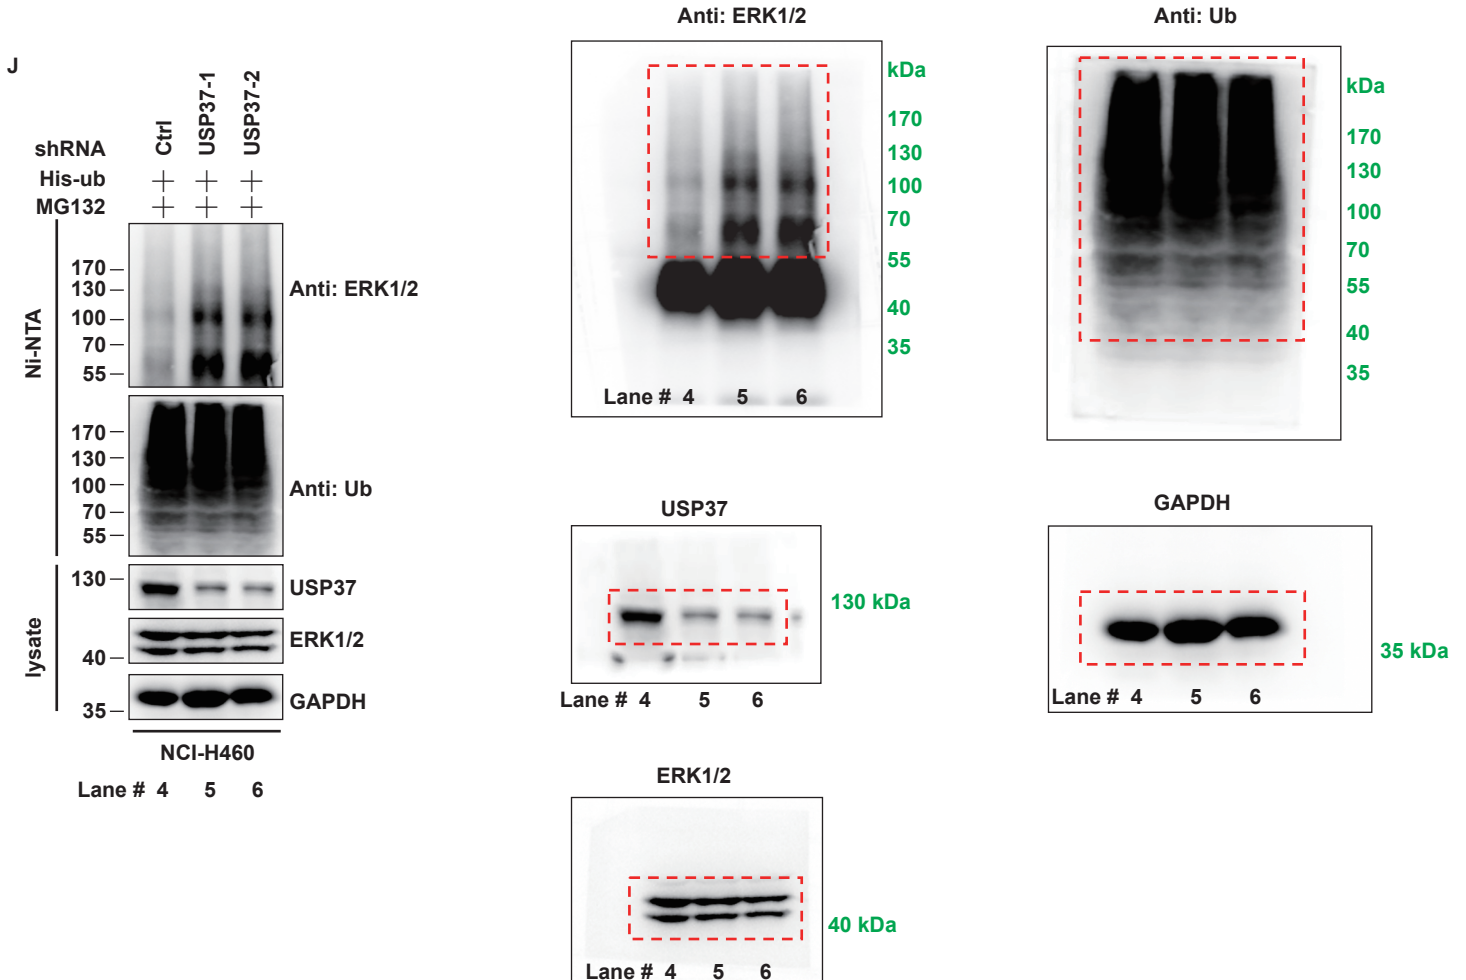 J
shRNA Ctrl USP37-1 USP37-2
His-ub + + +
MG132 + + +
Ni-NTA
170
130
100
70
55
Anti: ERK1/2
170
130
100
70
55
Anti: Ub
lysate
130
USP37
ERK1/2
40
GAPDH
35
NCI-H460
Lane # 4 5 6
Anti: ERK1/2
kDa
170
130
100
70
55
40
35
Lane # 4 5 6
Anti: Ub
kDa
170
130
100
70
55
40
35
USP37
130 kDa
Lane # 4 5 6
GAPDH
35 kDa
Lane # 4 5 6
ERK1/2
40 kDa
Lane # 4 5 6